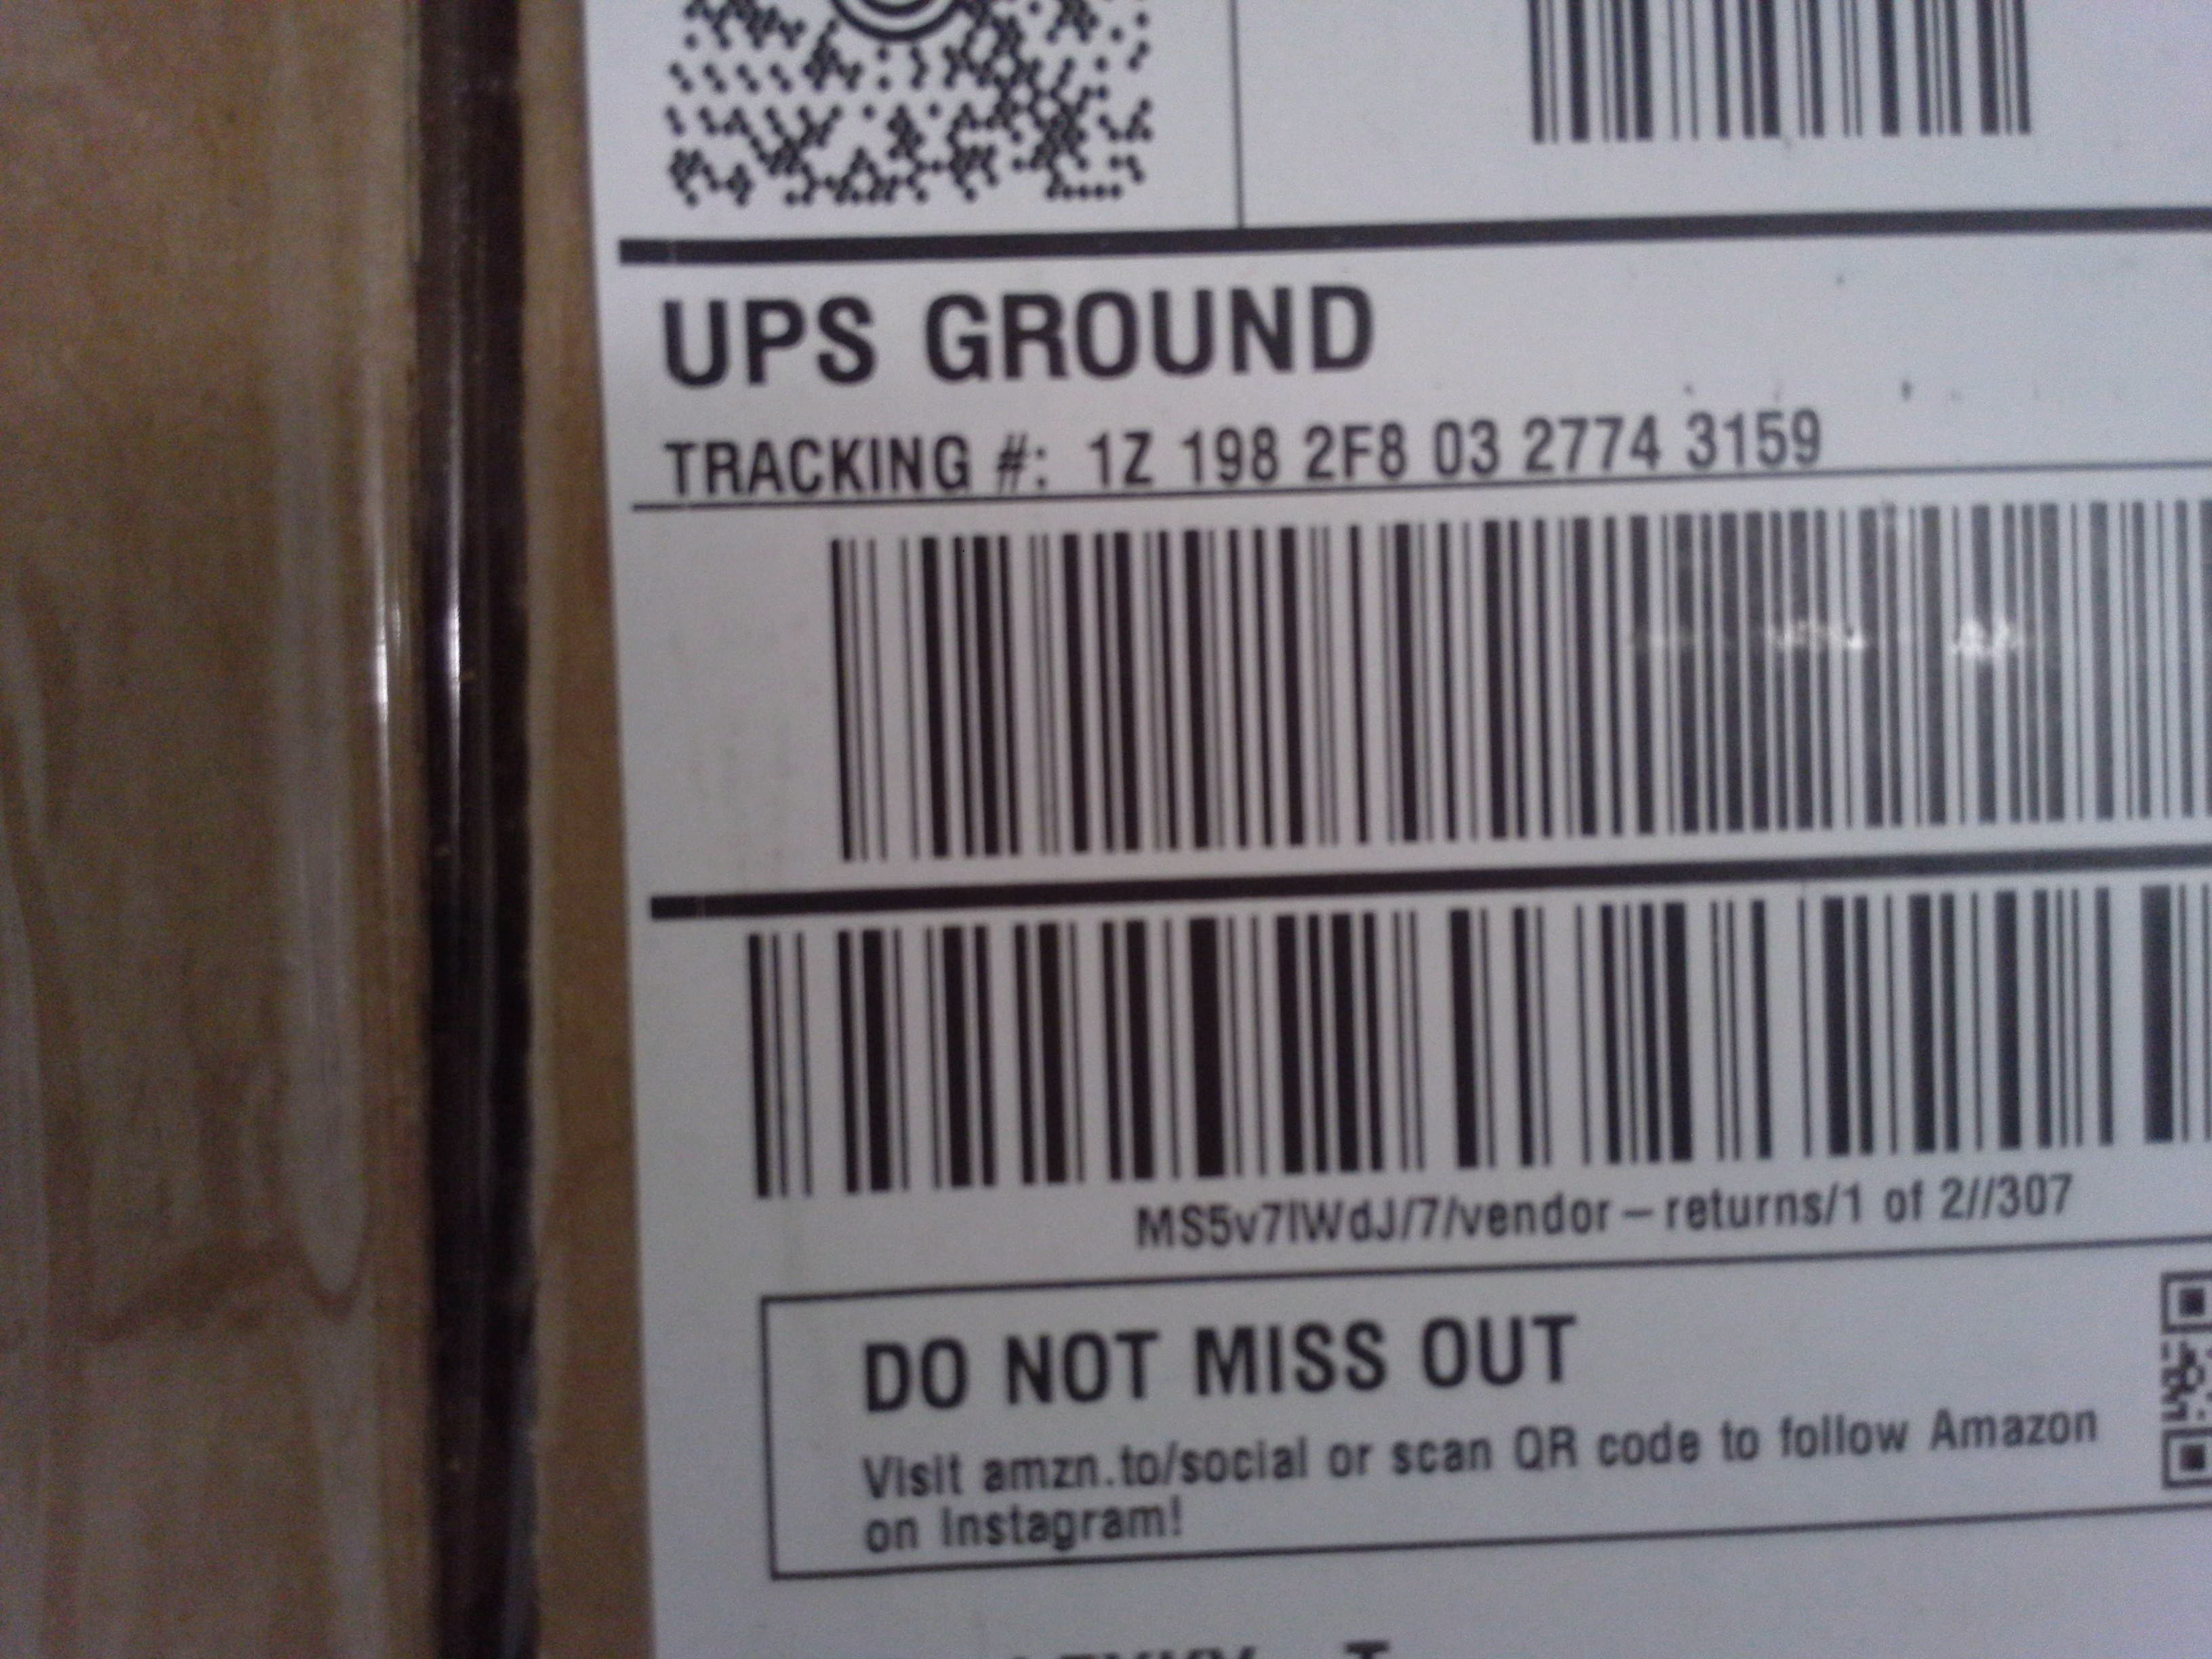 UPS GROUND
TRACKING #: 1Z 198 2F8 03 2774 3159
MS5v7lWdJ/7/vendor-returns/1 of 2//307
DO NOT MISS OUT
Visit amzn.to/social or scan QR code to follow Amazon
on Instagram!